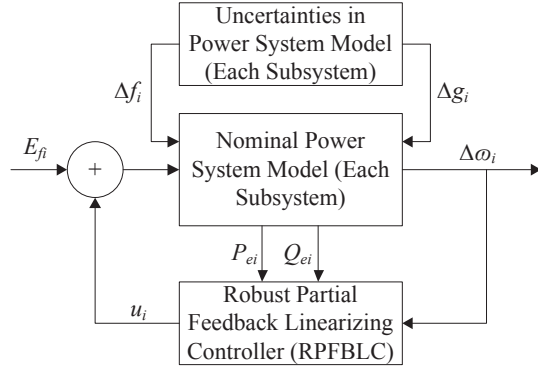 Uncertainties in
Power System Model
(Each Subsystem)
Δf_i
Δg_i
E_fi
+
Nominal Power
System Model (Each
Subsystem)
Δω_i
P_ei
Q_ei
u_i
Robust Partial
Feedback Linearizing
Controller (RPFBLC)